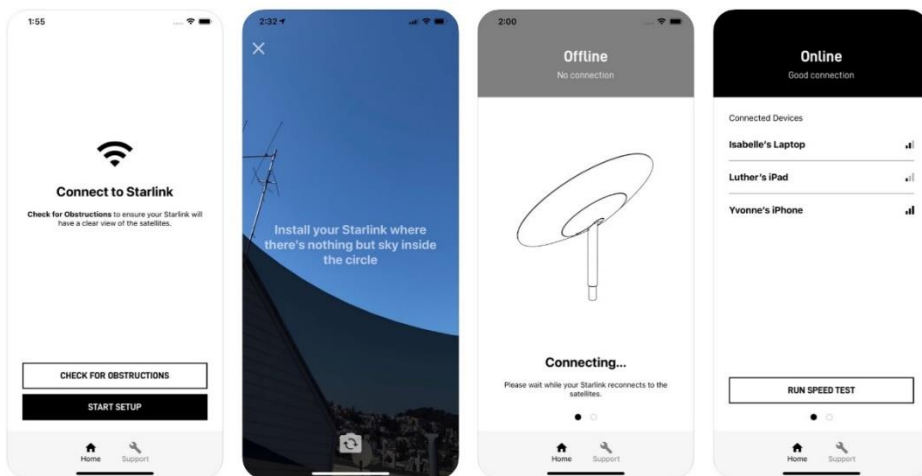 1:55
Connect to Starlink
Check for Obstructions to ensure your Starlink will
have a clear view of the satellites.
CHECK FOR OBSTRUCTIONS
START SETUP
Home Support
2:32
Install your Starlink where
there's nothing but sky inside
the circle
2:00
Offline
No connection
Connecting...
Please wait while your Starlink reconnects to the
satellites.
Home Support
Online
Good connection
Connected Devices
Isabelle's Laptop
Luther's iPad
Yvonne's iPhone
RUN SPEED TEST
Home Support